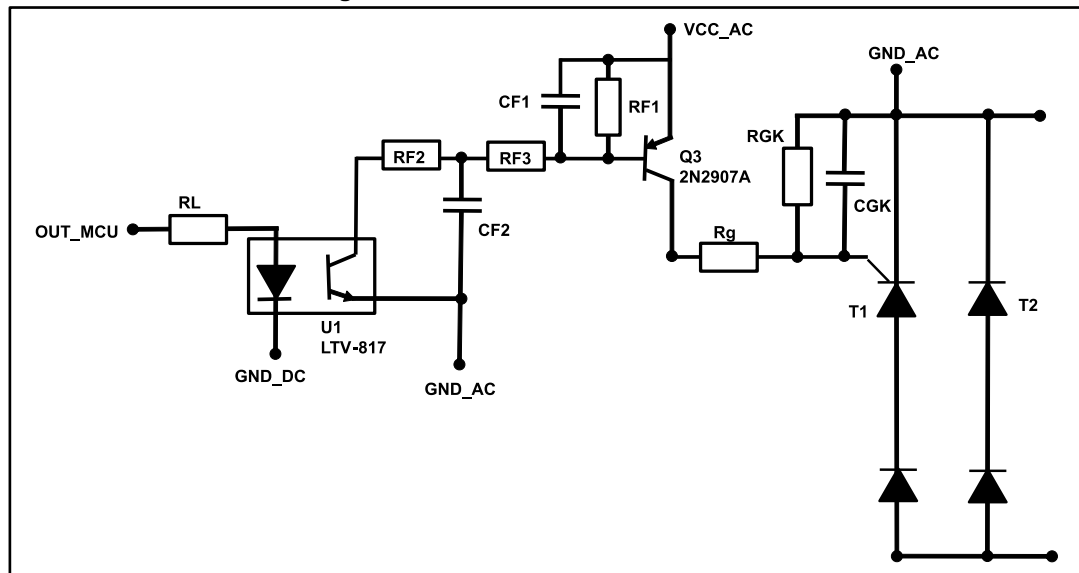 VCC_AC
GND_AC
CF1
RF1
RGK
Q3
2N2907A
RF2
RF3
CGK
RL
CF2
OUT_MCU
Rg
T1
T2
U1
LTV-817
GND_DC
GND_AC